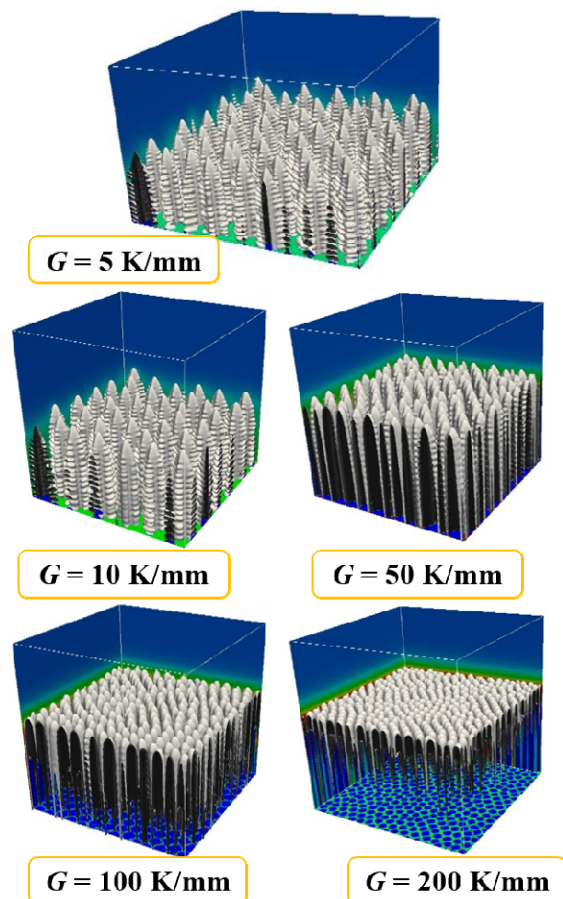 G = 5 K/mm
G = 10 K/mm
G = 50 K/mm
G = 100 K/mm
G = 200 K/mm